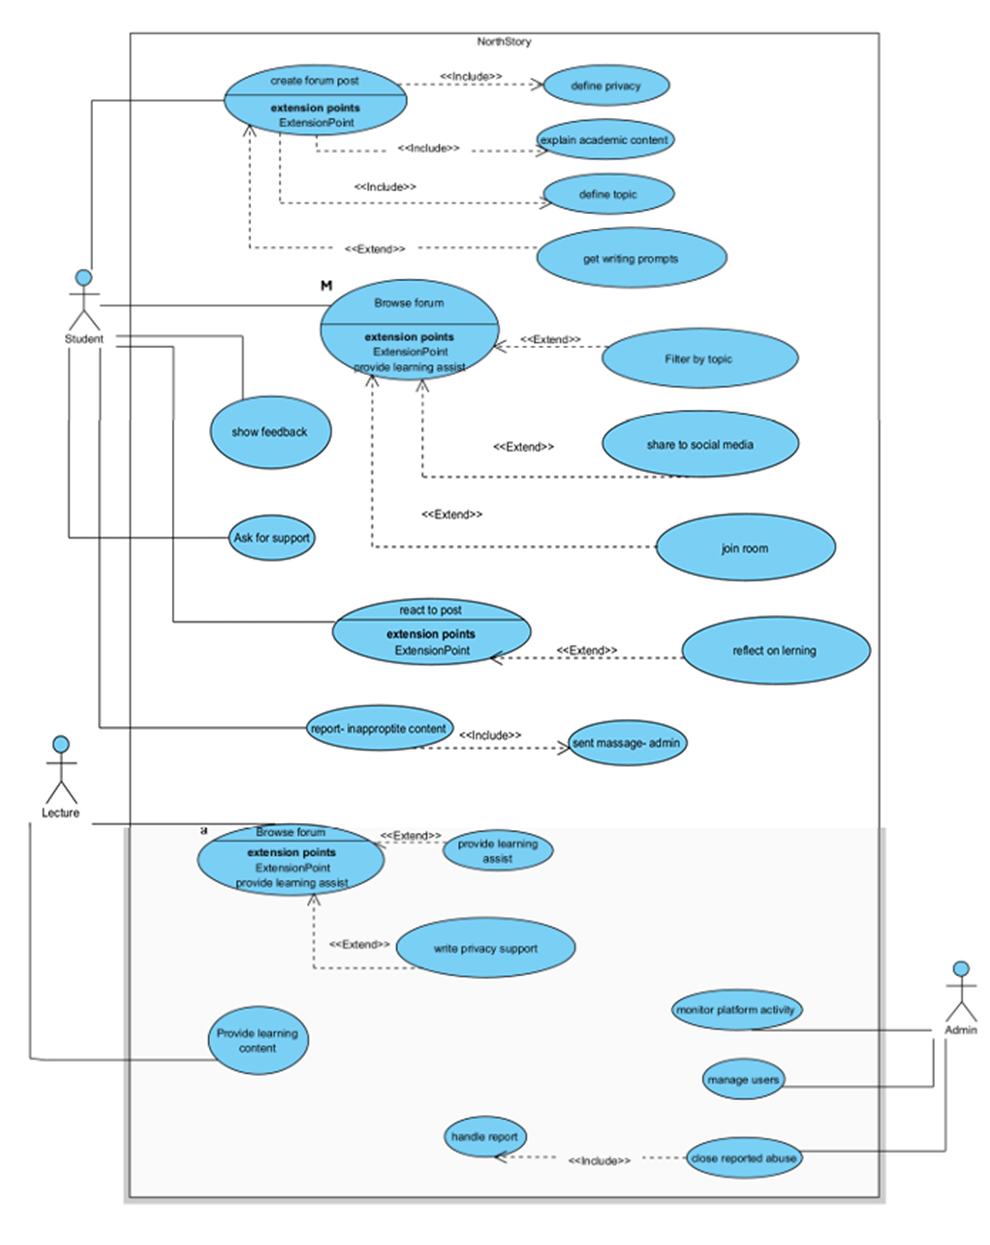 NorthStory
create forum post
extension points
ExtensionPoint
<<Include>>
define privacy
<<Include>>
explain academic content
<<Include>>
define topic
<<Extend>>
get writing prompts
Student
M
Browse forum
extension points
ExtensionPoint
provide learning assist
<<Extend>>
Filter by topic
show feedback
<<Extend>>
share to social media
<<Extend>>
Ask for support
join room
react to post
extension points
ExtensionPoint
<<Extend>>
reflect on lerning
report- inapproptite content
<<Include>>
sent massage- admin
Lecture
Browse forum
extension points
ExtensionPoint
provide learning assist
<<Extend>>
provide learning
assist
<<Extend>>
write privacy support
Provide learning
content
monitor platform activity
Admin
manage users
handle report
<<Include>>
close reported abuse